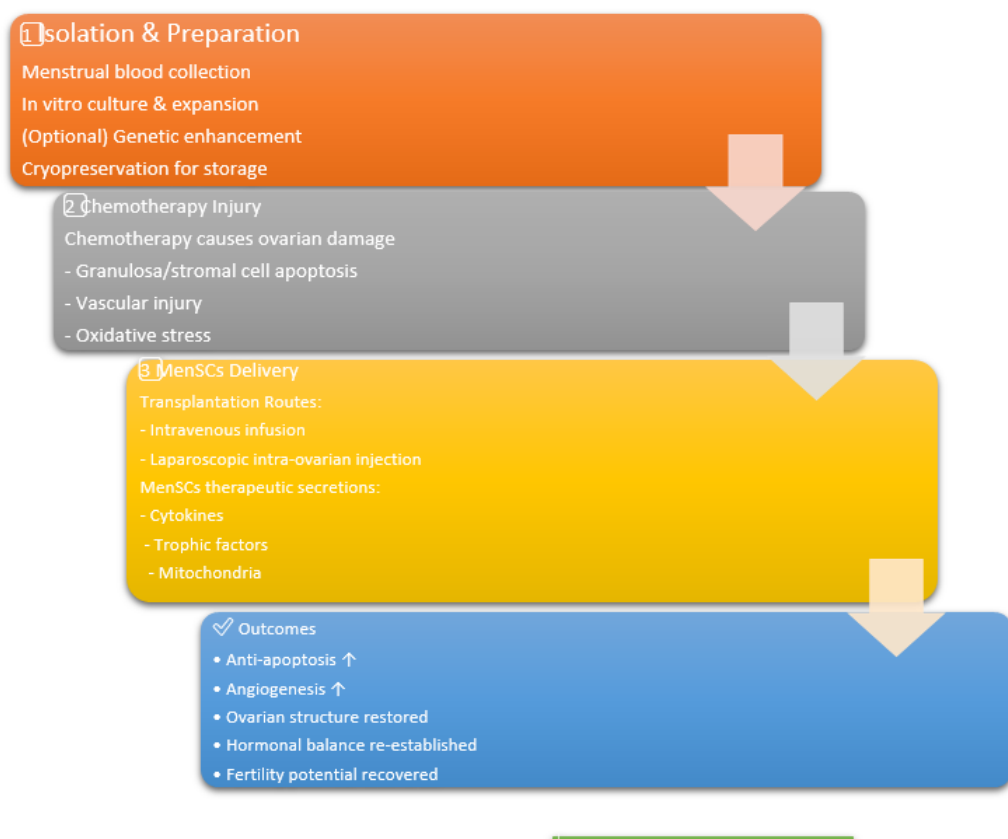 1 Isolation & Preparation
Menstrual blood collection
In vitro culture & expansion
(Optional) Genetic enhancement
Cryopreservation for storage
2 Chemotherapy Injury
Chemotherapy causes ovarian damage
- Granulosa/stromal cell apoptosis
- Vascular injury
- Oxidative stress
3 MenSCs Delivery
Transplantation Routes:
- Intravenous infusion
- Laparoscopic intra-ovarian injection
MenSCs therapeutic secretions:
- Cytokines
- Trophic factors
- Mitochondria
✓ Outcomes
• Anti-apoptosis ↑
• Angiogenesis ↑
• Ovarian structure restored
• Hormonal balance re-established
• Fertility potential recovered